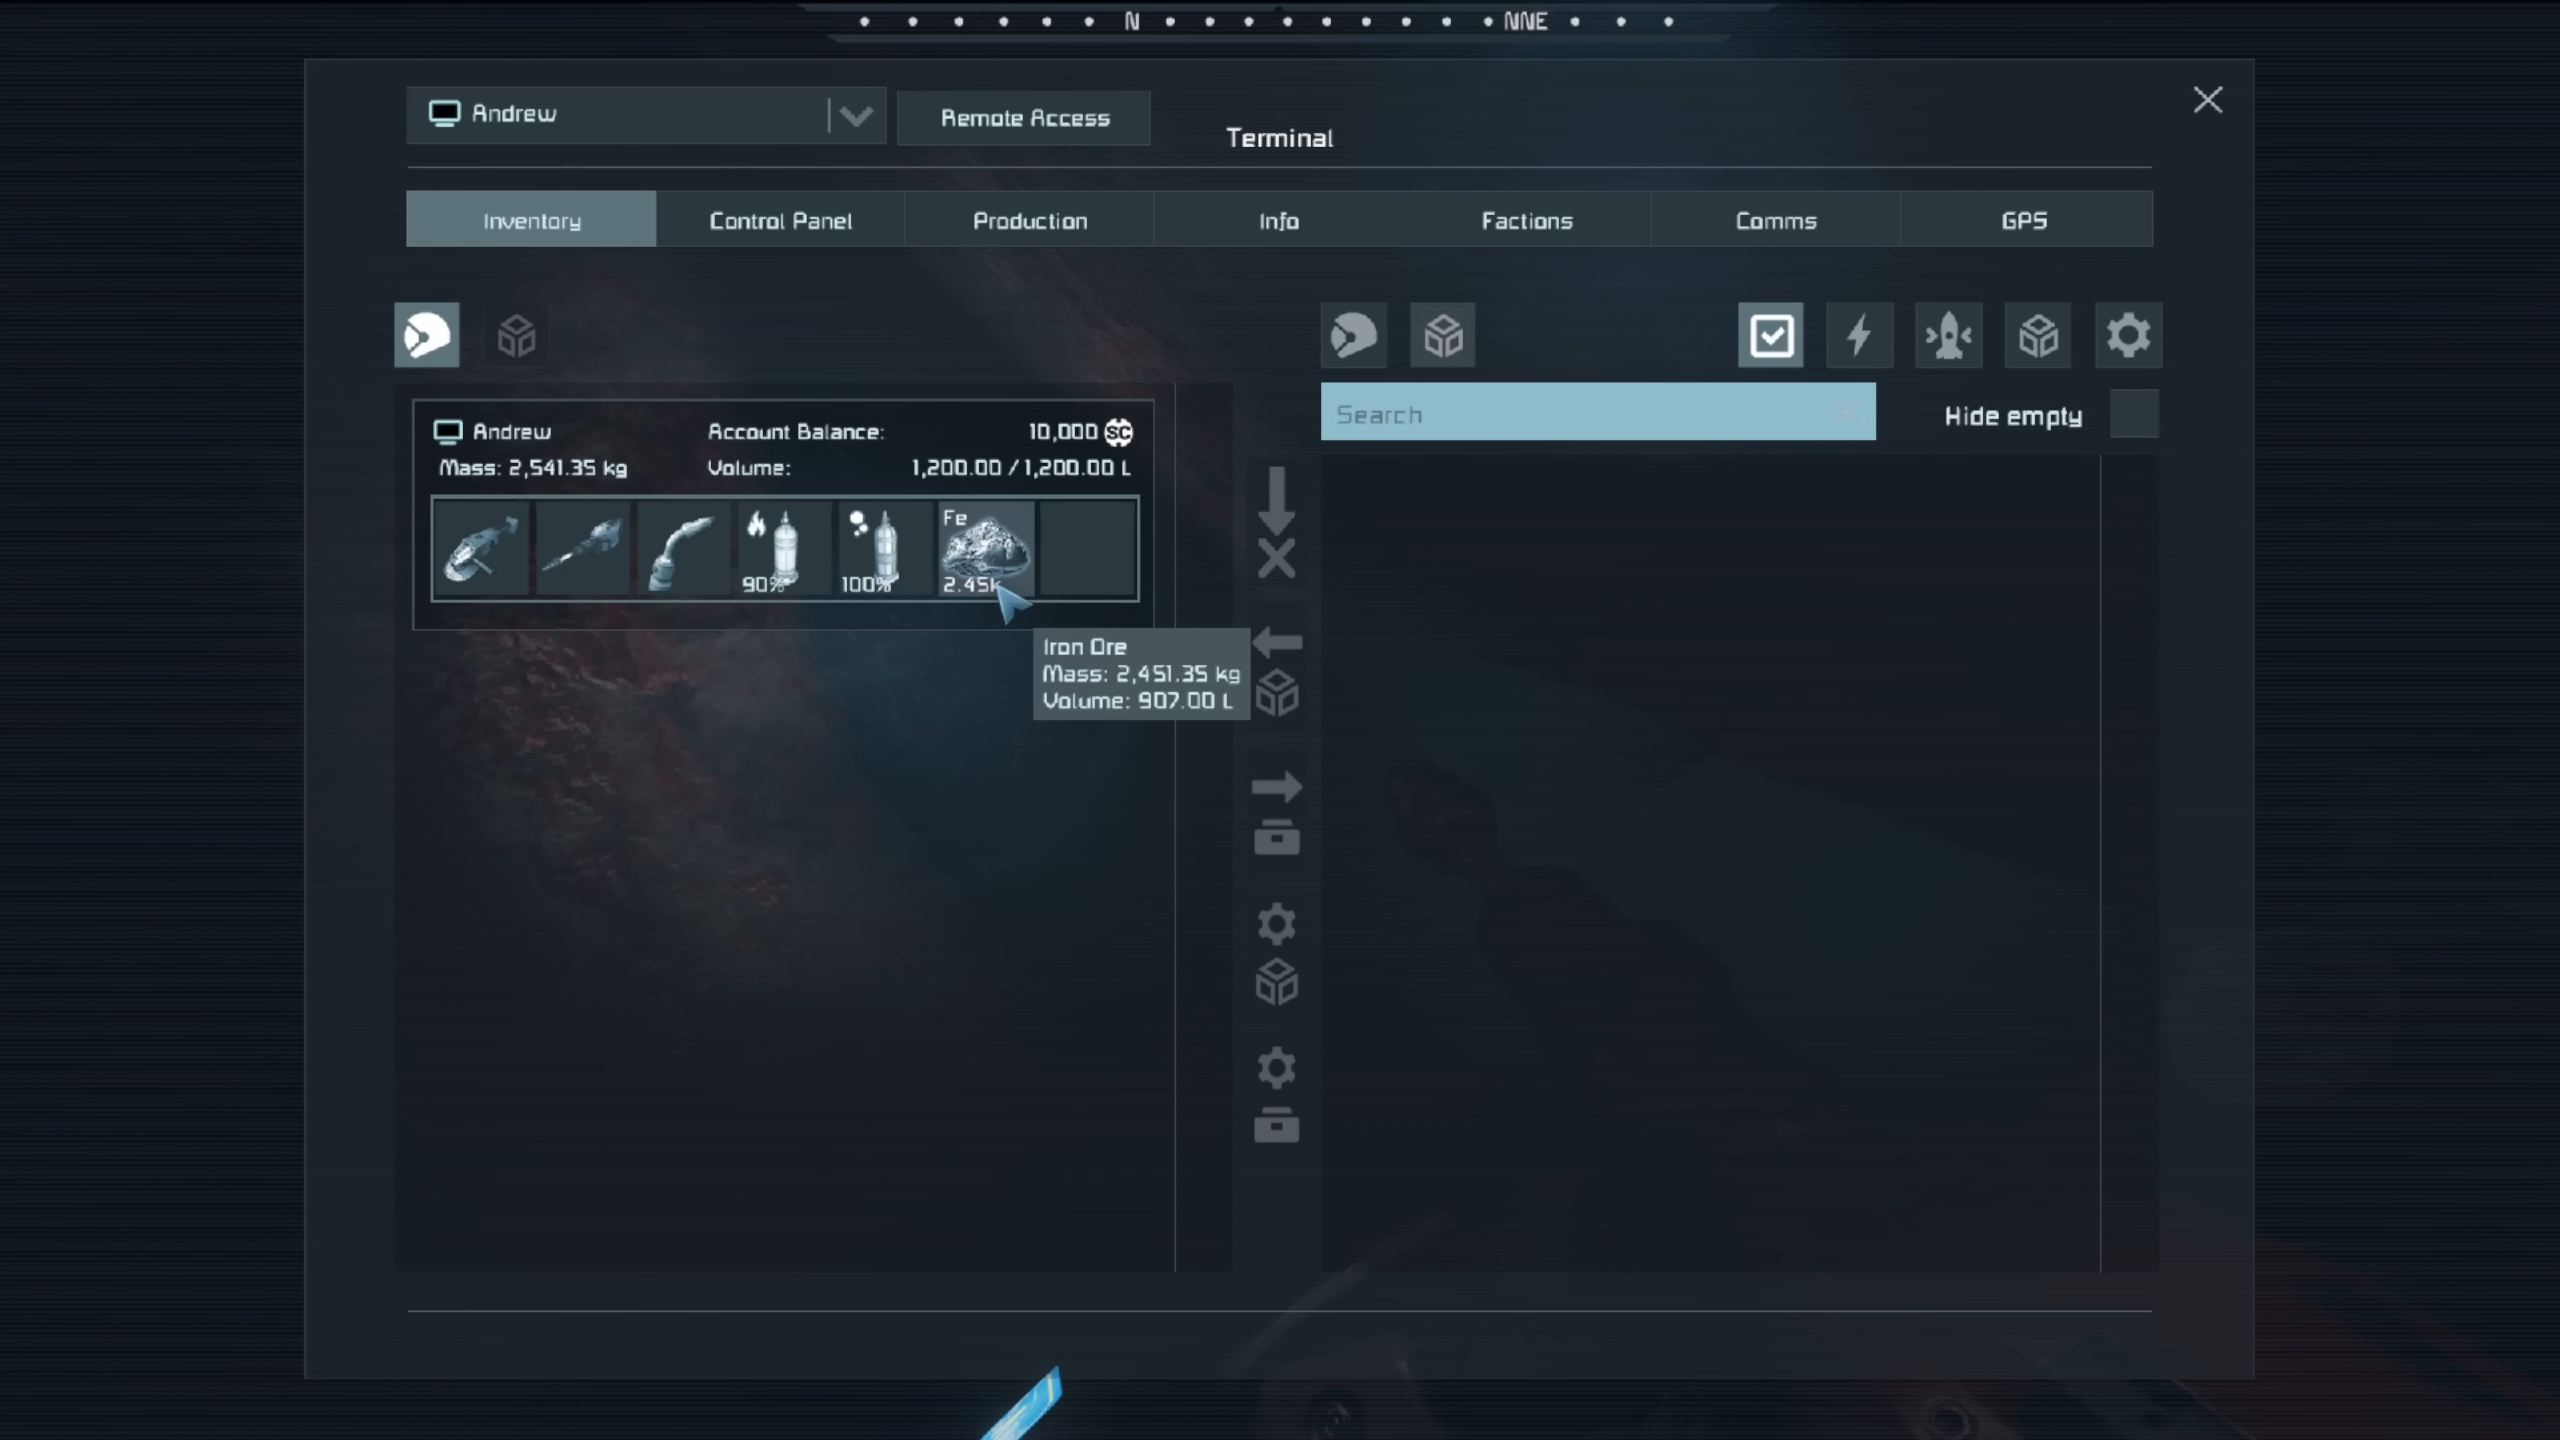 N NNE
Andrew
Remote Access
Terminal
Inventory Control Panel Production Info Factions Comms GPS
Search
Hide empty
Andrew Account Balance: 10,000 SC
Mass: 2,541.35 kg Volume: 1,200.00 / 1,200.00 L
Fe
90% 100% 2.45k
Iron Ore
Mass: 2,451.35 kg
Volume: 907.00 L